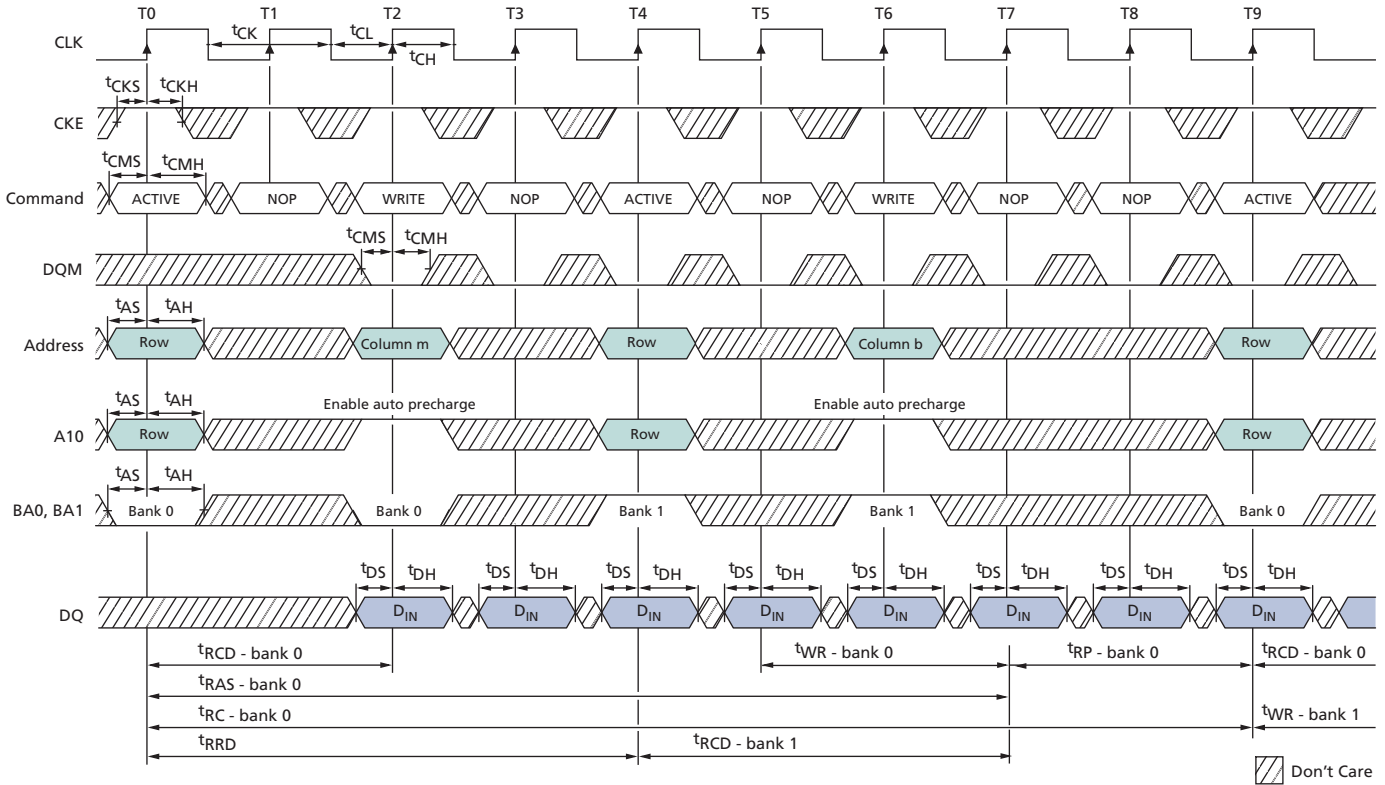 T0 T1 T2 T3 T4 T5 T6 T7 T8 T9
CLK
tCK tCL
tCH
tCKS tCKH
CKE
tCMS tCMH
Command ACTIVE NOP WRITE NOP ACTIVE NOP WRITE NOP NOP ACTIVE
tCMS tCMH
DQM
tAS tAH
Address Row Column m Row Column b Row
tAS tAH Enable auto precharge Enable auto precharge
A10 Row Row Row
tAS tAH
BA0, BA1 Bank 0 Bank 0 Bank 1 Bank 1 Bank 0
tDS tDH tDS tDH tDS tDH tDS tDH tDS tDH tDS tDH tDS tDH tDS tDH
DQ DIN DIN DIN DIN DIN DIN DIN DIN
tRCD - bank 0 tWR - bank 0 tRP - bank 0 tRCD - bank 0
tRAS - bank 0
tRC - bank 0 tWR - bank 1
tRRD tRCD - bank 1
Don't Care